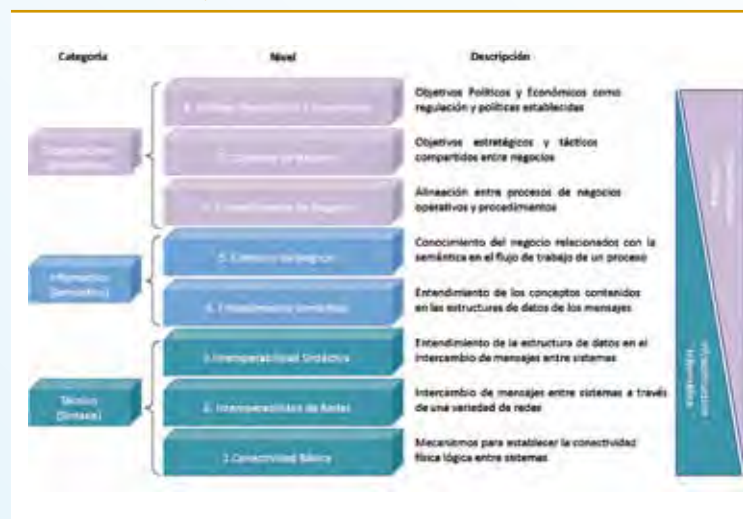 Categoría Nivel Descripción
Objetivos Políticos y Económicos como
regulación y políticas establecidas
Objetivos estratégicos y tácticos
compartidos entre negocios
Alineación entre procesos de negocios
operativos y procedimientos
5. Contexto de Negocio
Conocimiento del negocio relacionados con la
semántica en el flujo de trabajo de un proceso
(Semántica)
4. Entendimiento Semántico
Entendimiento de los conceptos contenidos
en las estructuras de datos de los mensajes
3. Interoperabilidad Sintáctica
Entendimiento de la estructura de datos en el
intercambio de mensajes entre sistemas
Técnico
(Sintaxis)
2. Interoperabilidad de Redes
Intercambio de mensajes entre sistemas a través
de una variedad de redes
1.Conectividad Básica
Mecanismos para establecer la conectividad
física lógica entre sistemas
Infraestructura
Informática